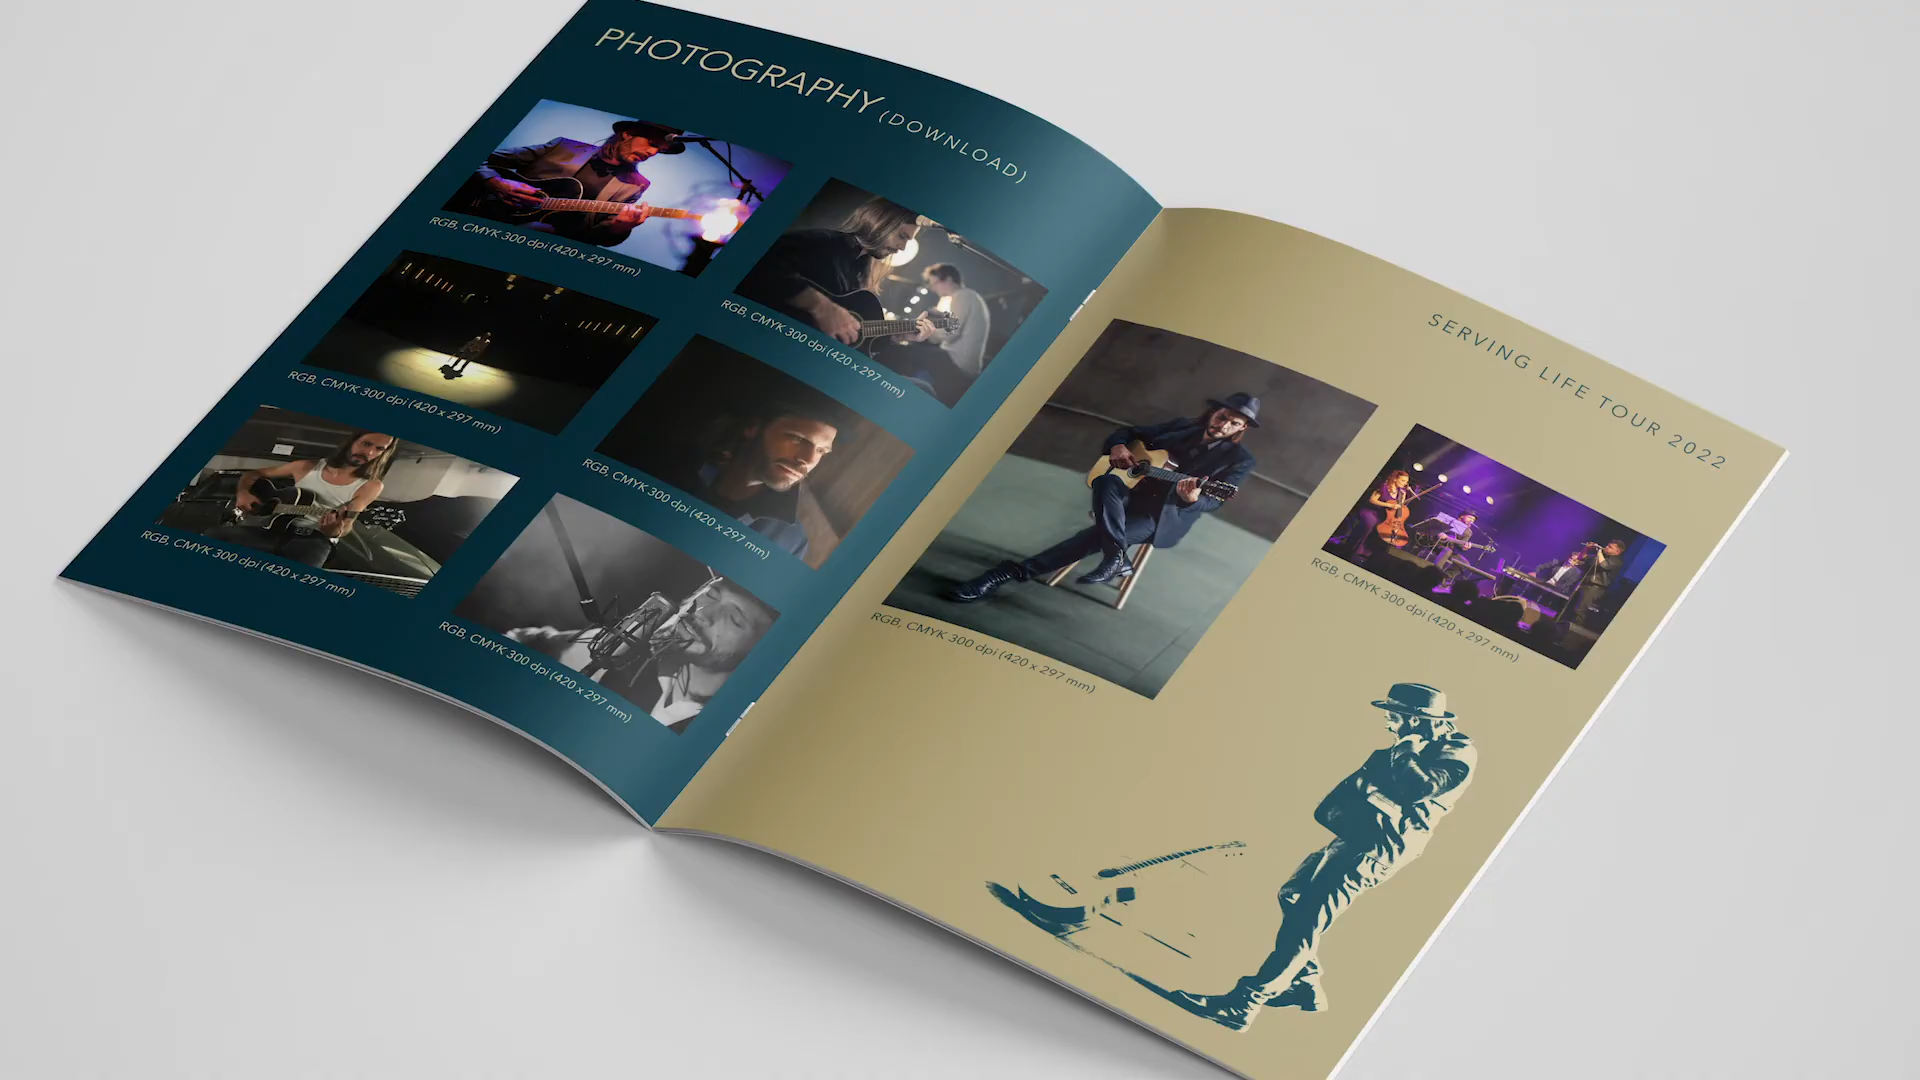 PHOTOGRAPHY (DOWNLOAD)
RGB, CMYK 300 dpi (420 x 297 mm)
RGB, CMYK 300 dpi (420 x 297 mm)
RGB, CMYK 300 dpi (420 x 297 mm)
RGB, CMYK 300 dpi (420 x 297 mm)
RGB, CMYK 300 dpi (420 x 297 mm)
RGB, CMYK 300 dpi (420 x 297 mm)
SERVING LIFE TOUR 2022
RGB, CMYK 300 dpi (420 x 297 mm)
RGB, CMYK 300 dpi (420 x 297 mm)